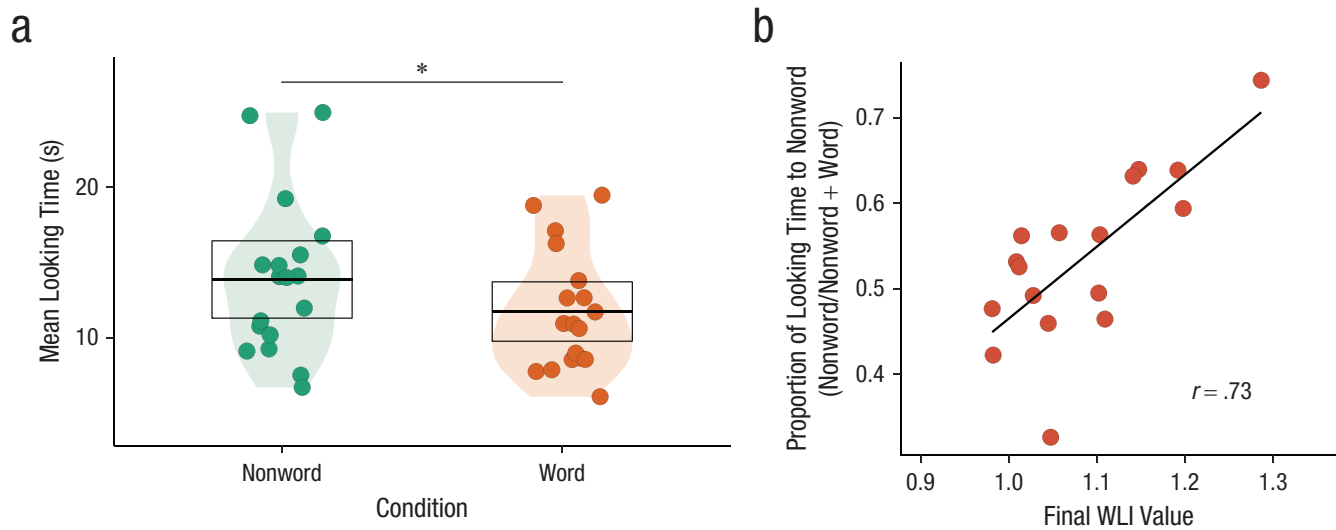 a
Mean Looking Time (s)
20
10
*
Nonword
Word
Condition
b
Proportion of Looking Time to Nonword
(Nonword/Nonword + Word)
0.7
0.6
0.5
0.4
r = .73
0.9
1.0
1.1
1.2
1.3
Final WLI Value